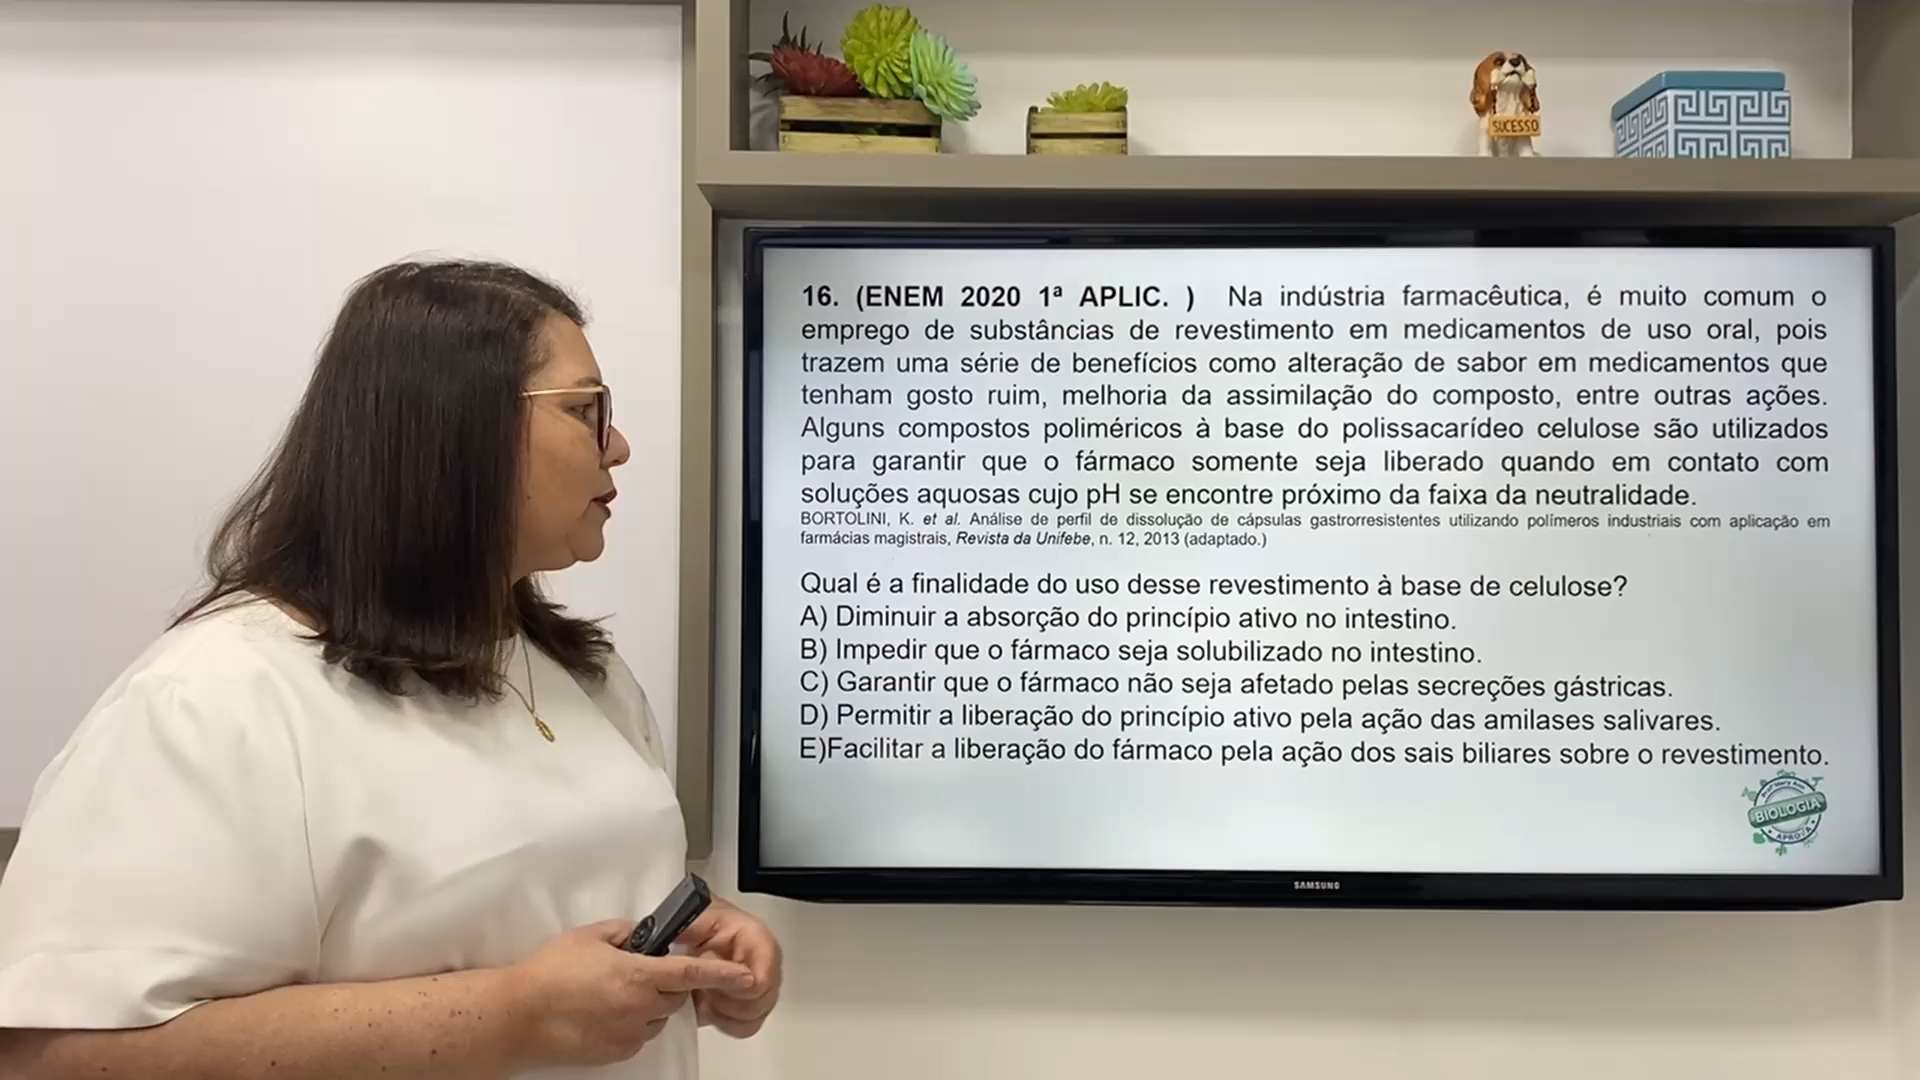 SUCESSO
16. (ENEM 2020 1ª APLIC. ) Na indústria farmacêutica, é muito comum o
emprego de substâncias de revestimento em medicamentos de uso oral, pois
trazem uma série de benefícios como alteração de sabor em medicamentos que
tenham gosto ruim, melhoria da assimilação do composto, entre outras ações.
Alguns compostos poliméricos à base do polissacarídeo celulose são utilizados
para garantir que o fármaco somente seja liberado quando em contato com
soluções aquosas cujo pH se encontre próximo da faixa da neutralidade.
BORTOLINI, K. et al. Análise de perfil de dissolução de cápsulas gastrorresistentes utilizando polímeros industriais com aplicação em
farmácias magistrais, Revista da Unifebe, n. 12, 2013 (adaptado.)
Qual é a finalidade do uso desse revestimento à base de celulose?
A) Diminuir a absorção do princípio ativo no intestino.
B) Impedir que o fármaco seja solubilizado no intestino.
C) Garantir que o fármaco não seja afetado pelas secreções gástricas.
D) Permitir a liberação do princípio ativo pela ação das amilases salivares.
E)Facilitar a liberação do fármaco pela ação dos sais biliares sobre o revestimento.
BIOLOGIA
APROVA
SAMSUNG